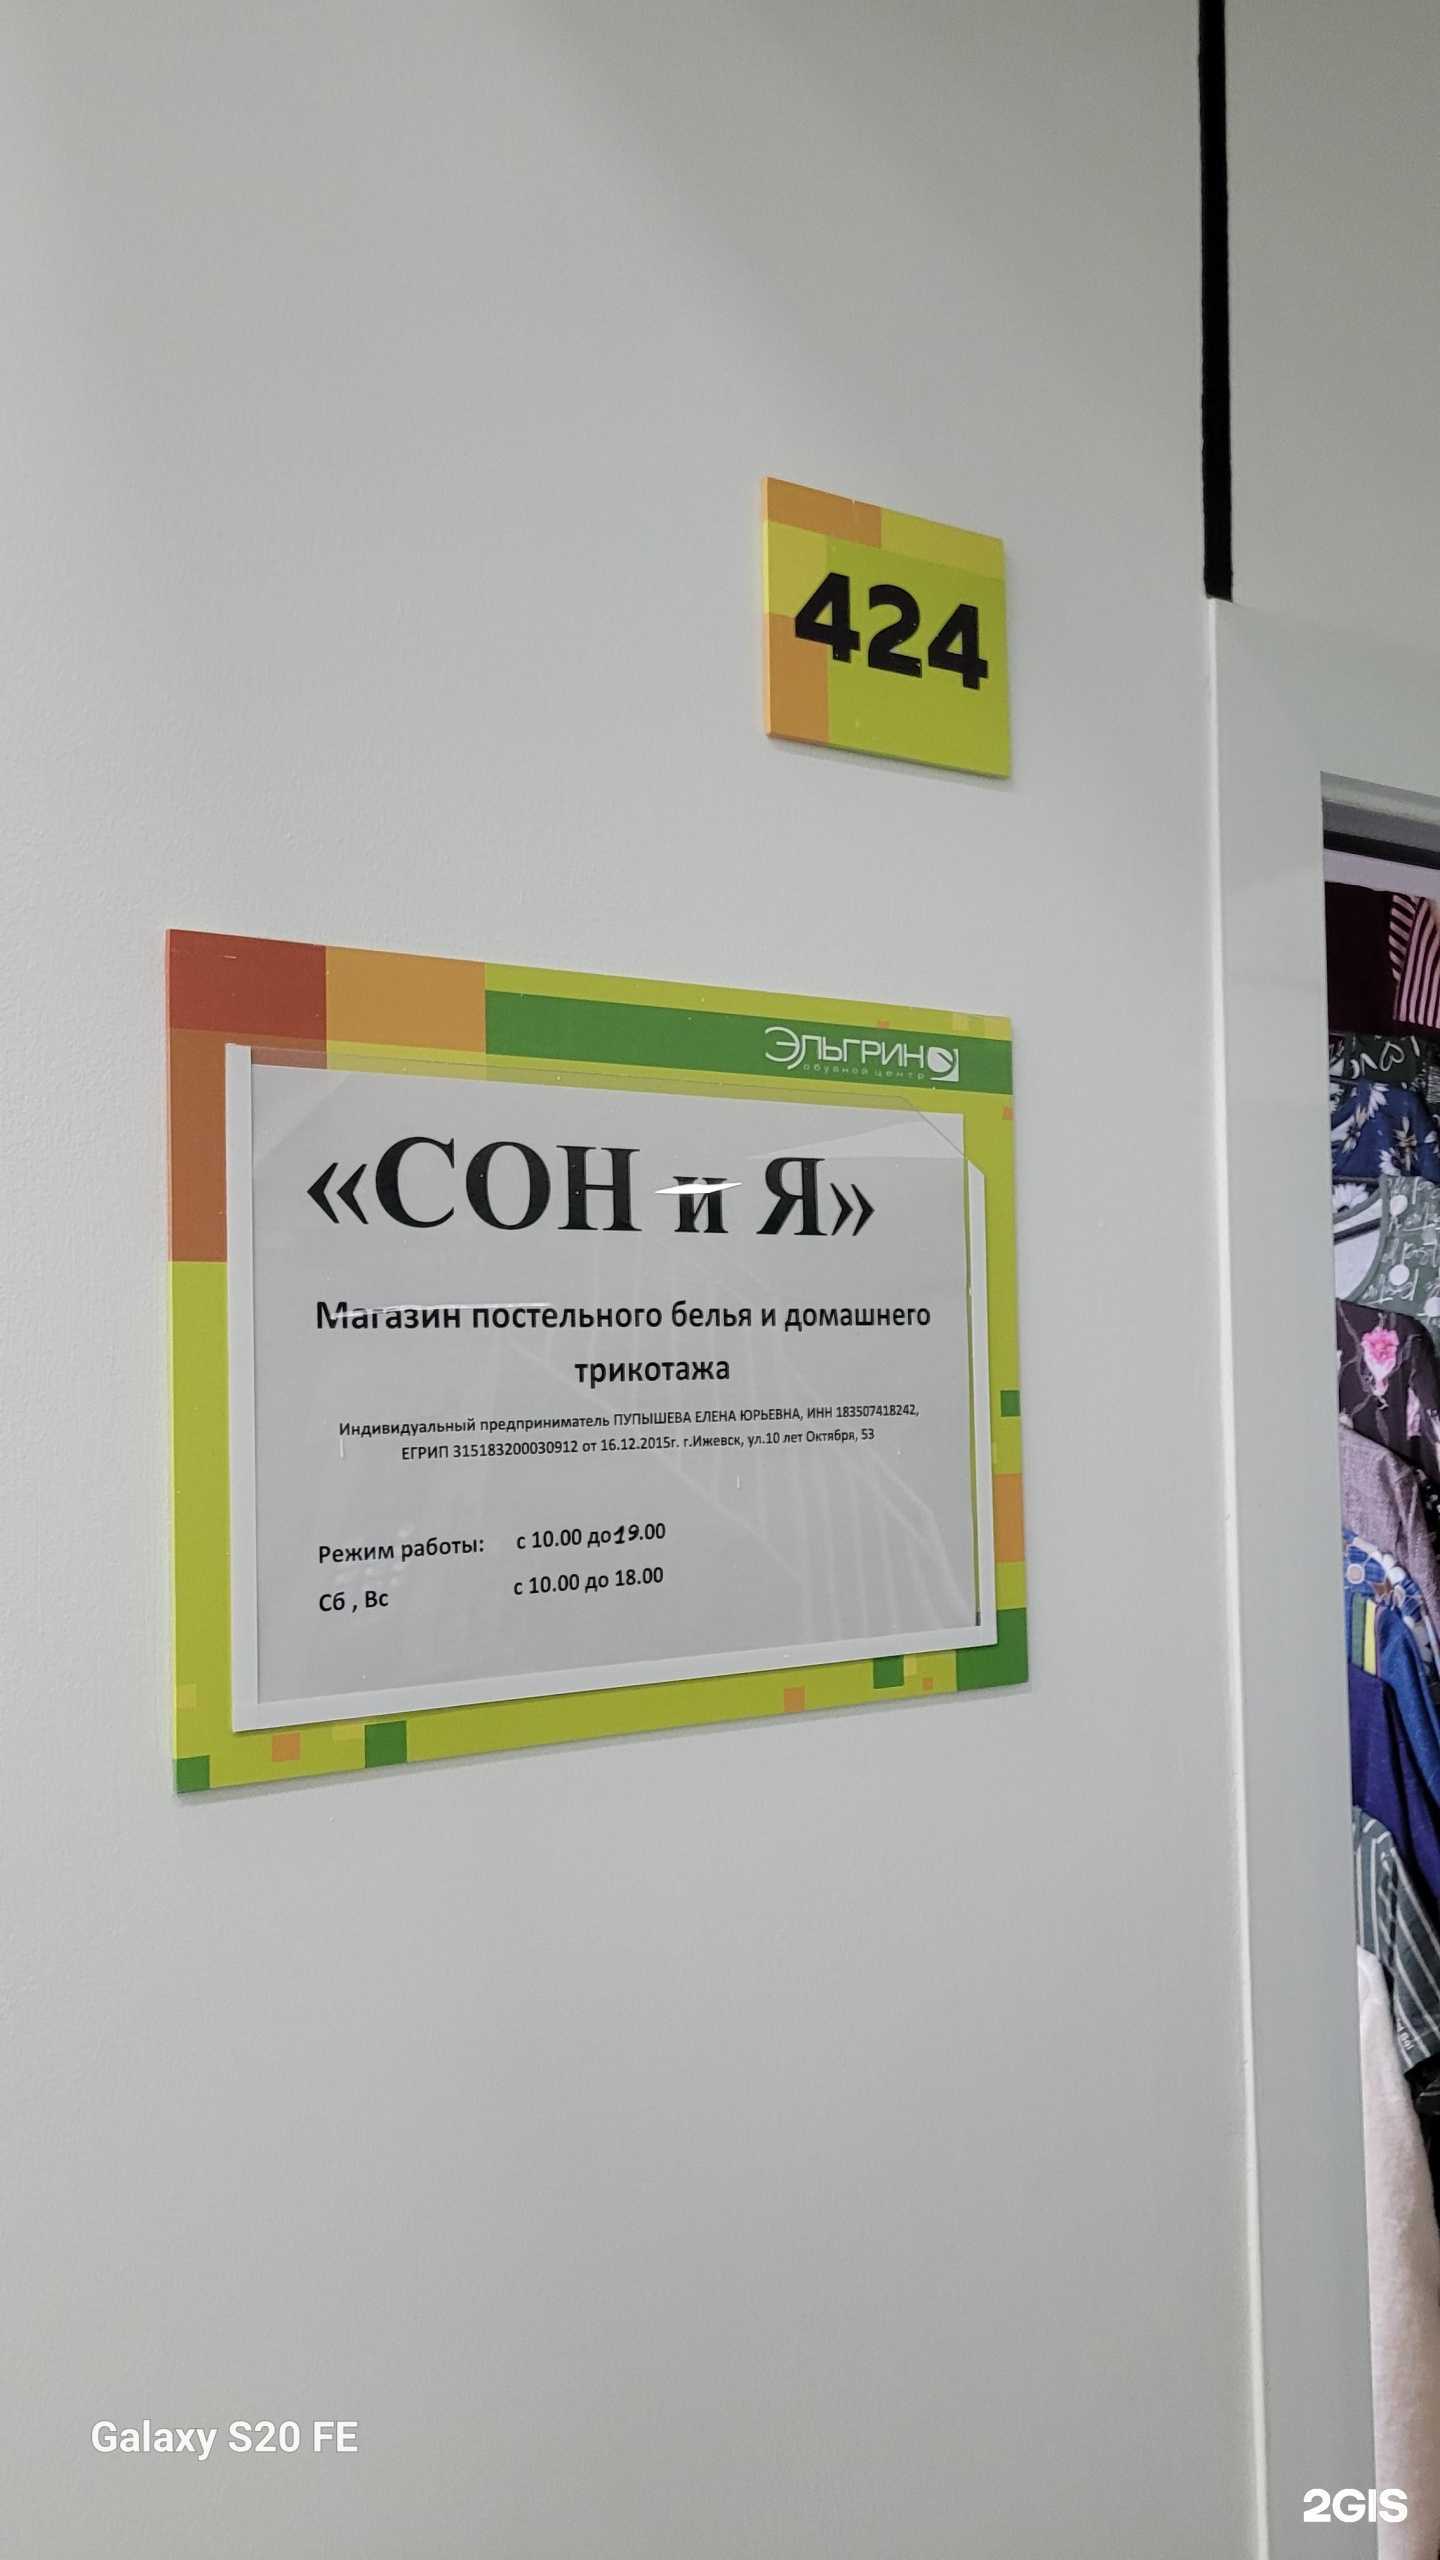 424
ЭЛЬГРИН
обувной центр
«СОН и Я»
Магазин постельного белья и домашнего
трикотажа
Индивидуальный предприниматель ПУПЫШЕВА ЕЛЕНА ЮРЬЕВНА, ИНН 183507418242,
ЕГРИП 315183200030912 от 16.12.2015г. г.Ижевск, ул.10 лет Октября, 53
Режим работы: с 10.00 до 19.00
Сб , Вс с 10.00 до 18.00
Galaxy S20 FE
2GIS